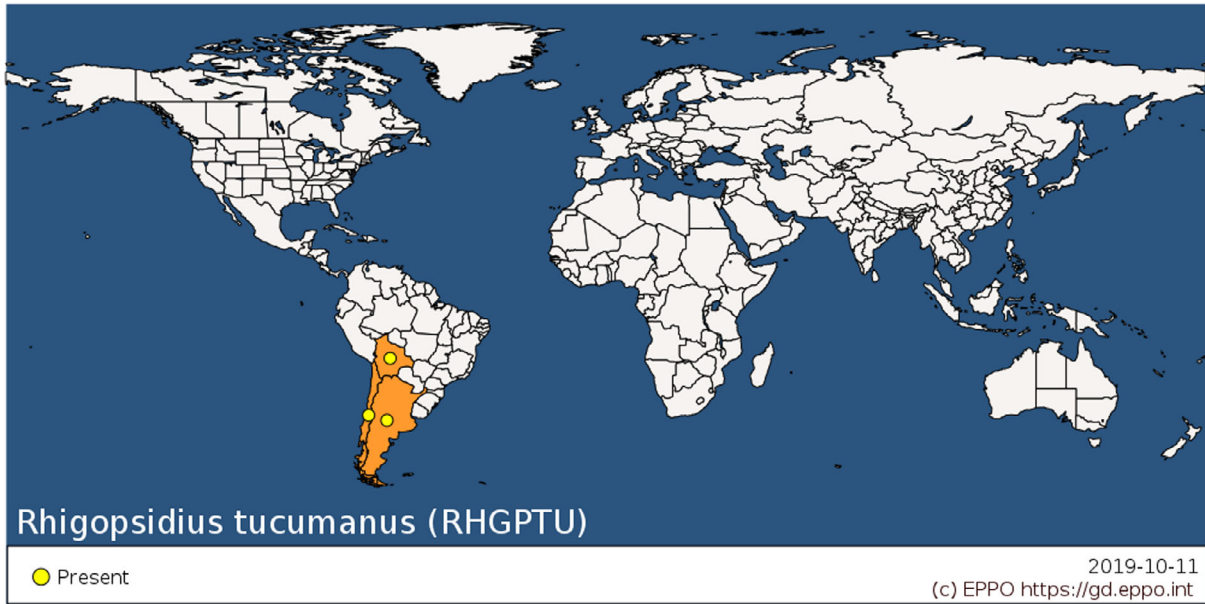 Rhigopsidius tucumanus (RHGPTU)
Present
2019-10-11
(c) EPPO https://gd.eppo.int